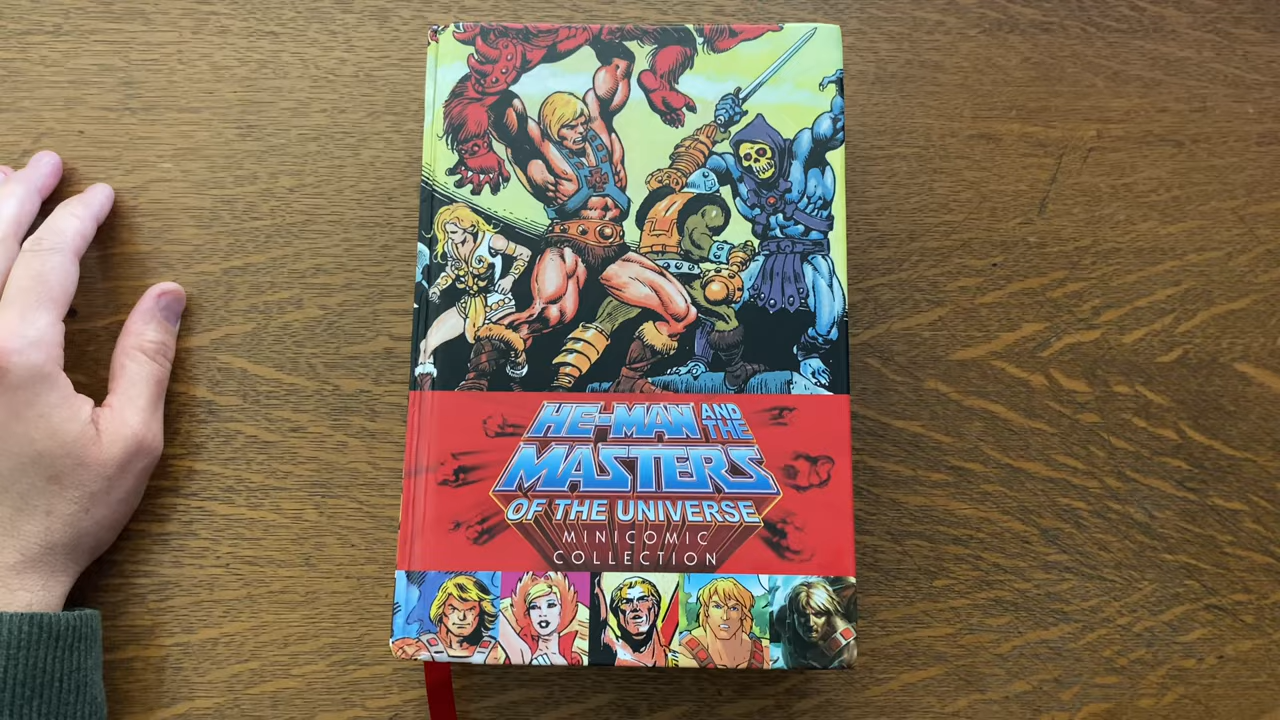 HE-MAN AND THE
MASTERS
OF THE UNIVERSE
MINICOMIC
COLLECTION